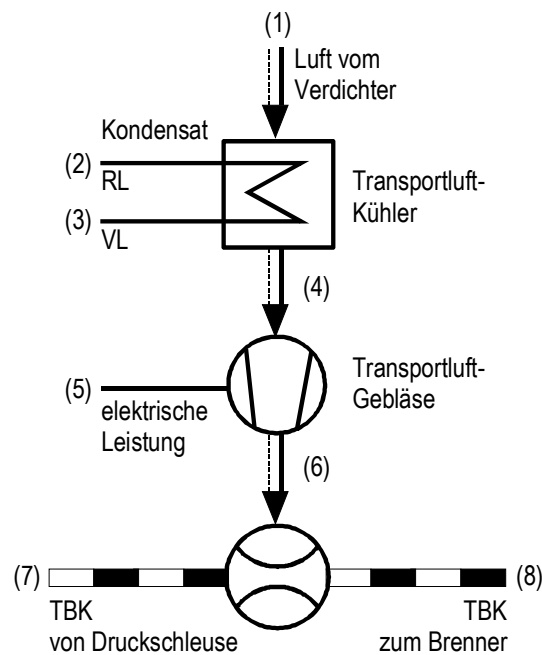 (1)
Luft vom
Verdichter
Kondensat
(2)
RL
Transportluft-
Kühler
(3)
VL
(4)
Transportluft-
Gebläse
(5)
elektrische
Leistung
(6)
(7)
(8)
TBK
von Druckschleuse
TBK
zum Brenner